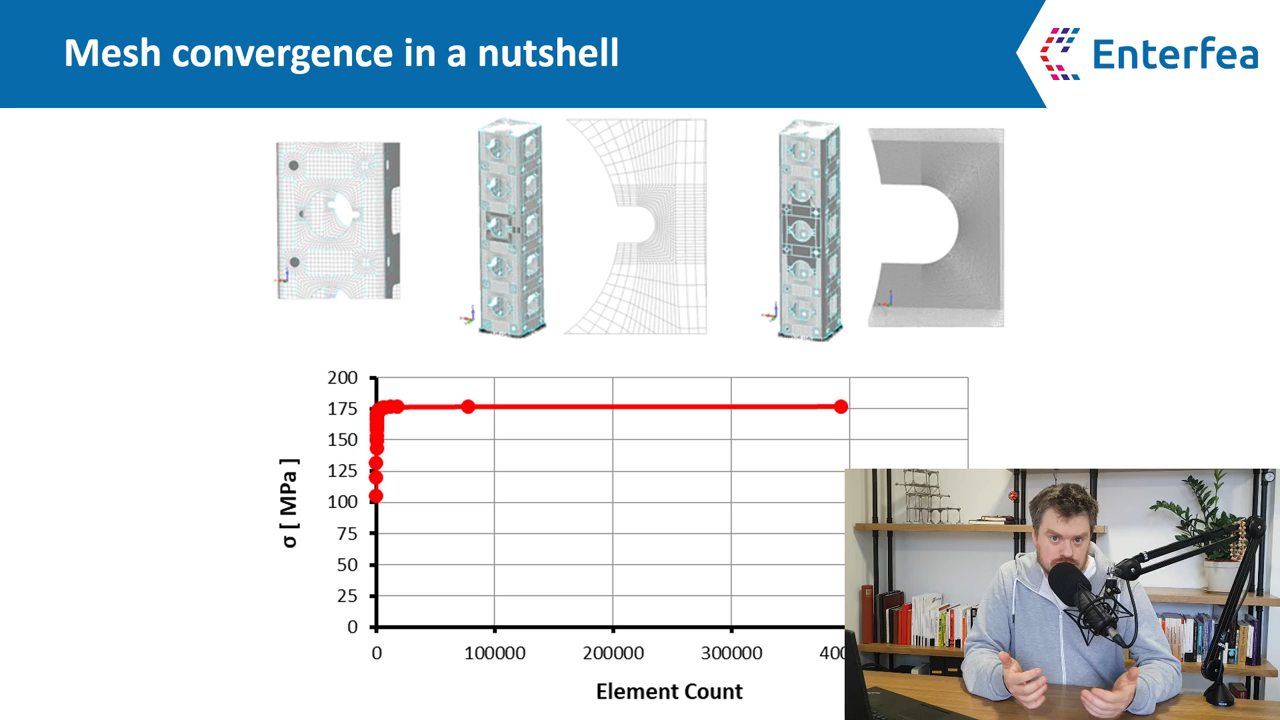 Mesh convergence in a nutshell
Enterfea
200
175
150
125
100
75
50
25
0
σ [ MPa ]
0 100000 200000 300000 400
Element Count